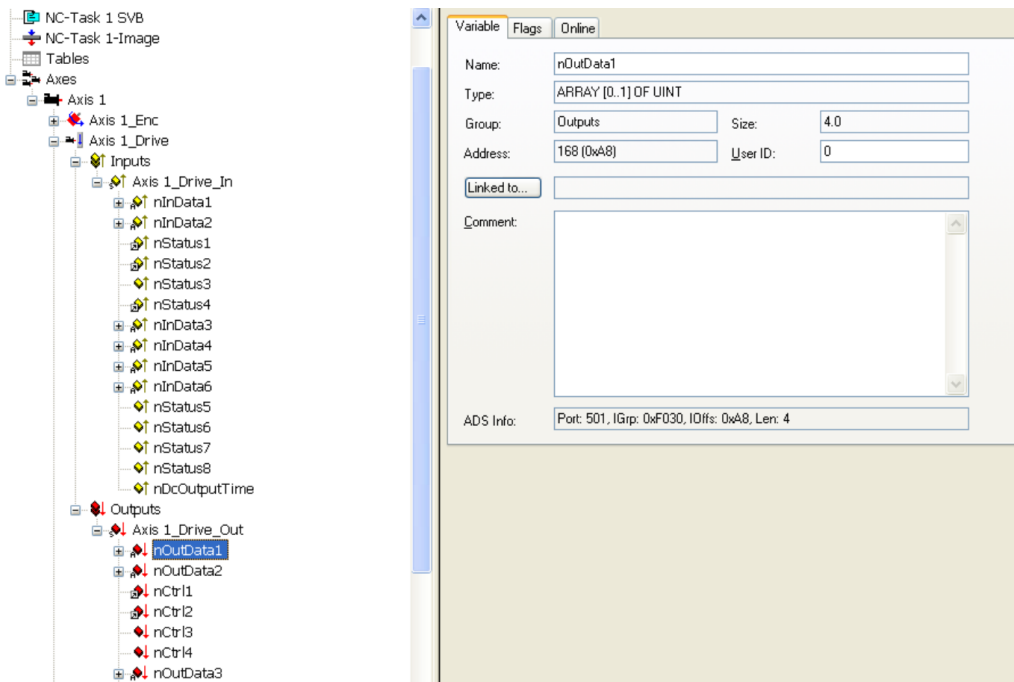 NC-Task 1 SVB
NC-Task 1-Image
Tables
Axes
Axis 1
Axis 1_Enc
Axis 1_Drive
Inputs
Axis 1_Drive_In
nInData1
nInData2
nStatus1
nStatus2
nStatus3
nStatus4
nInData3
nInData4
nInData5
nInData6
nStatus5
nStatus6
nStatus7
nStatus8
nDcOutputTime
Outputs
Axis 1_Drive_Out
nOutData1
nOutData2
nCtrl1
nCtrl2
nCtrl3
nCtrl4
nOutData3
Variable Flags Online
Name: nOutData1
Type: ARRAY [0..1] OF UINT
Group: Outputs Size: 4.0
Address: 168 (0xA8) User ID: 0
Linked to...
Comment:
ADS Info: Port: 501, IGrp: 0xF030, IOffs: 0xA8, Len: 4